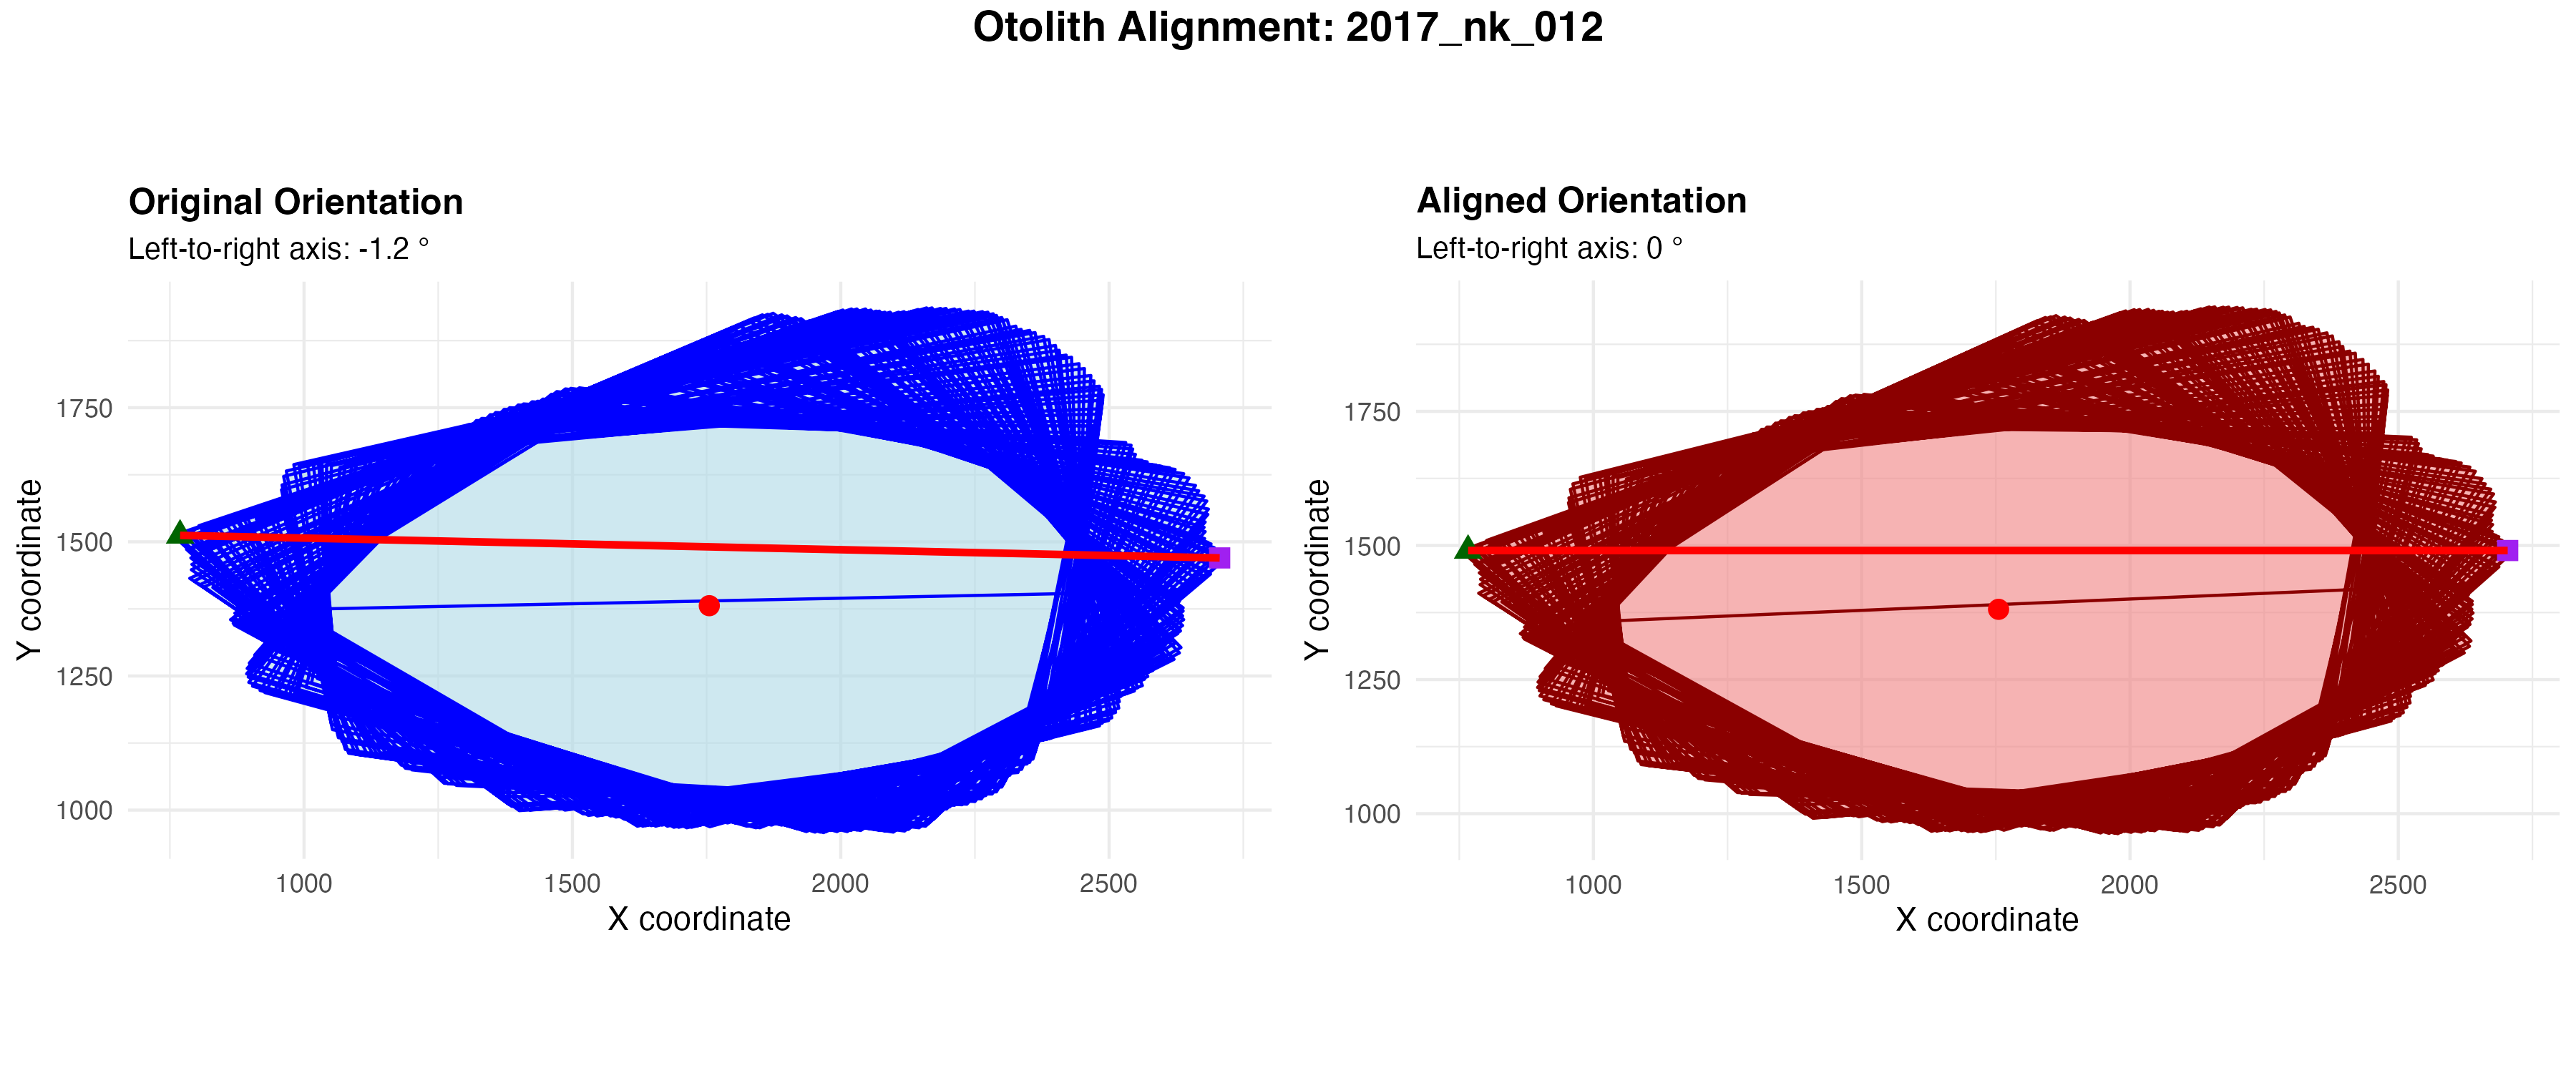 Otolith Alignment: 2017_nk_012
Original Orientation
Left-to-right axis: -1.2 °
Y coordinate
1750
1500
1250
1000
1000
1500
2000
2500
X coordinate
Aligned Orientation
Left-to-right axis: 0 °
Y coordinate
1750
1500
1250
1000
1000
1500
2000
2500
X coordinate